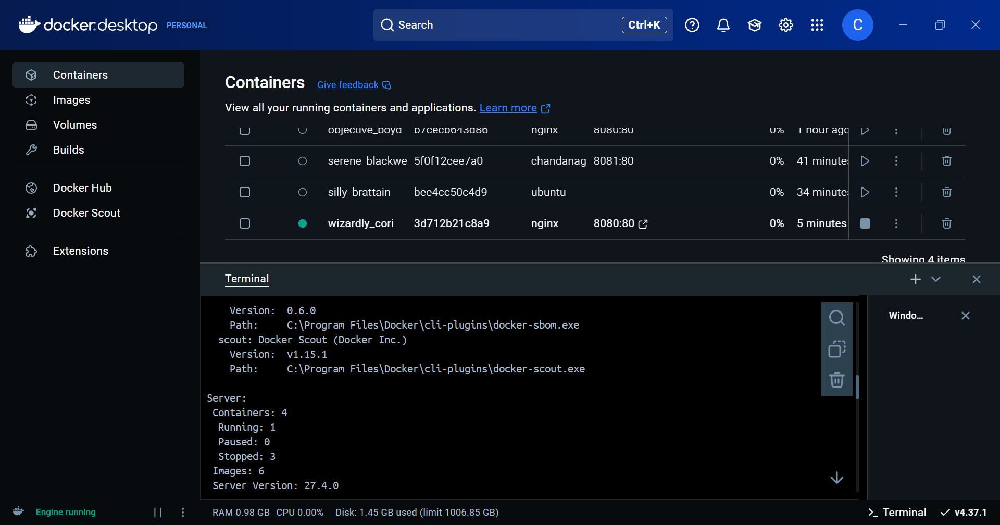 docker desktop PERSONAL
Search Ctrl+K
C
Containers
Images
Volumes
Builds
Docker Hub
Docker Scout
Extensions
Containers Give feedback
View all your running containers and applications. Learn more
objective_boyd b7cecb643d86 nginx 8080:80 0% 1 hour ago
serene_blackwe 5f0f12cee7a0 chandanaga 8081:80 0% 41 minutes
silly_brattain bee4cc50c4d9 ubuntu 0% 34 minutes
wizardly_cori 3d712b21c8a9 nginx 8080:80 0% 5 minutes
Showing 4 items
Terminal
Version: 0.6.0
Path: C:\Program Files\Docker\cli-plugins\docker-sbom.exe
scout: Docker Scout (Docker Inc.)
Version: v1.15.1
Path: C:\Program Files\Docker\cli-plugins\docker-scout.exe
Server:
Containers: 4
Running: 1
Paused: 0
Stopped: 3
Images: 6
Server Version: 27.4.0
Windo...
Engine running
RAM 0.98 GB CPU 0.00% Disk: 1.45 GB used (limit 1006.85 GB)
>_ Terminal
v4.37.1